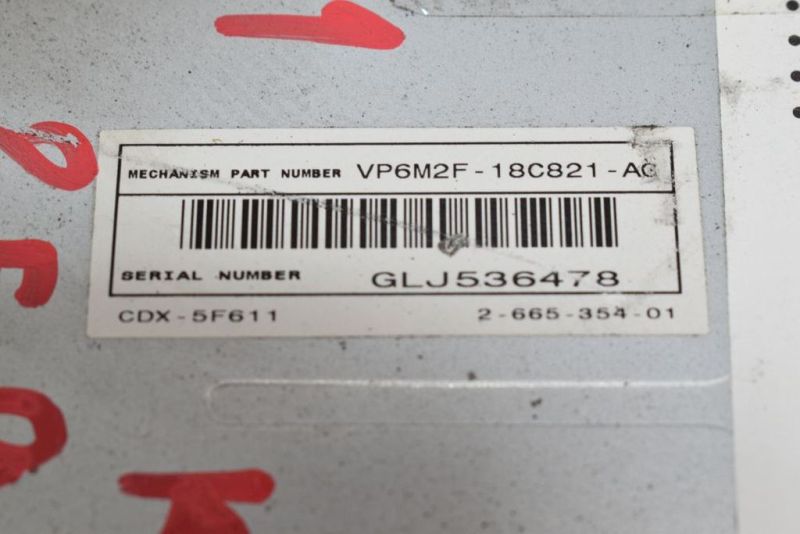 MECHANISM PART NUMBER VP6M2F-18C821-AC
SERIAL NUMBER GLJ536478
CDX-5F611 2-665-354-01